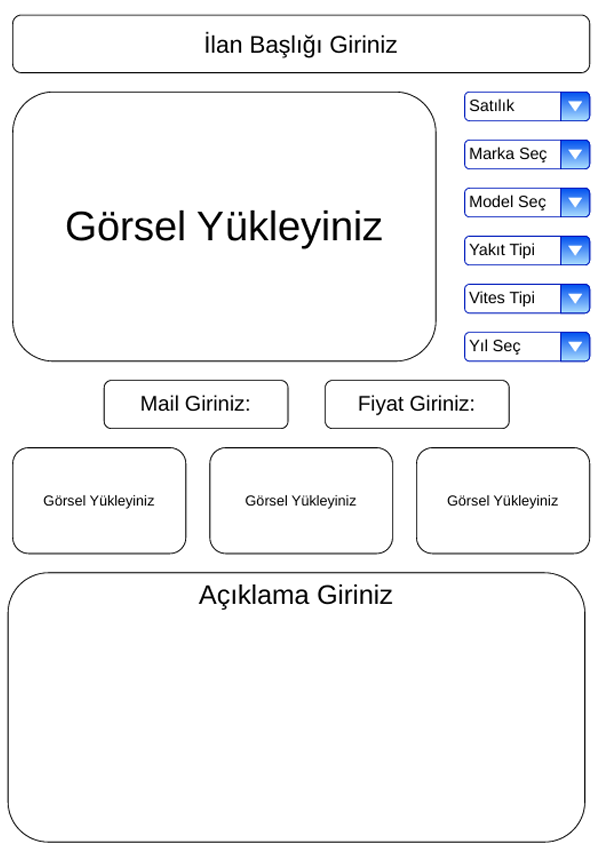 İlan Başlığı Giriniz
Görsel Yükleyiniz
Satılık
Marka Seç
Model Seç
Yakıt Tipi
Vites Tipi
Yıl Seç
Mail Giriniz:
Fiyat Giriniz:
Görsel Yükleyiniz
Görsel Yükleyiniz
Görsel Yükleyiniz
Açıklama Giriniz